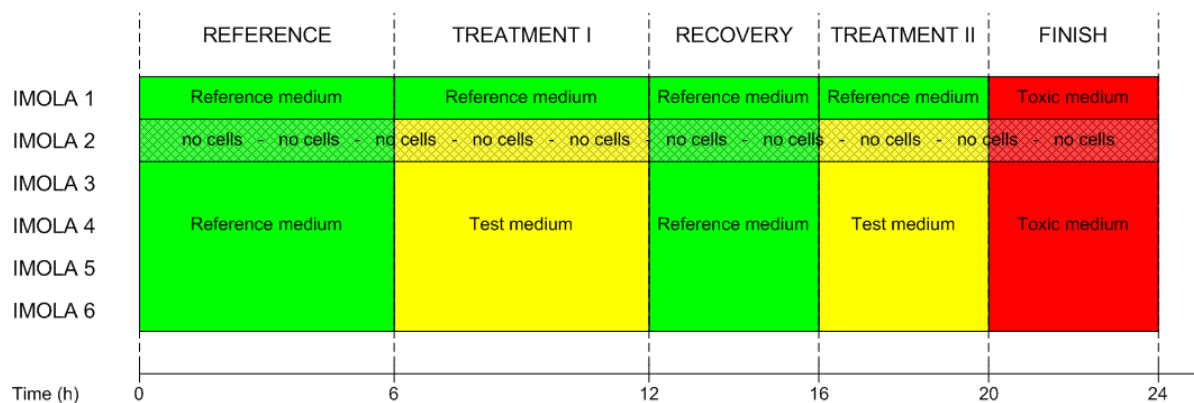 REFERENCE TREATMENT I RECOVERY TREATMENT II FINISH
IMOLA 1 Reference medium Reference medium Reference medium Reference medium Toxic medium
IMOLA 2 no cells - no cells - no cells - no cells - no cells - no cells - no cells - no cells - no cells - no cells
IMOLA 3
IMOLA 4 Reference medium Test medium Reference medium Test medium Toxic medium
IMOLA 5
IMOLA 6
Time (h) 0 6 12 16 20 24